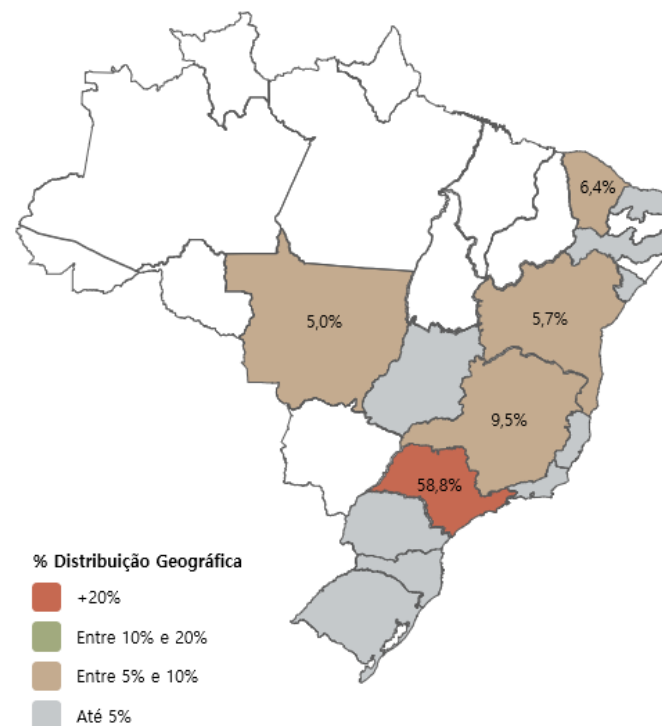 6,4%
5,0%
5,7%
9,5%
58,8%
% Distribuição Geográfica
+20%
Entre 10% e 20%
Entre 5% e 10%
Até 5%